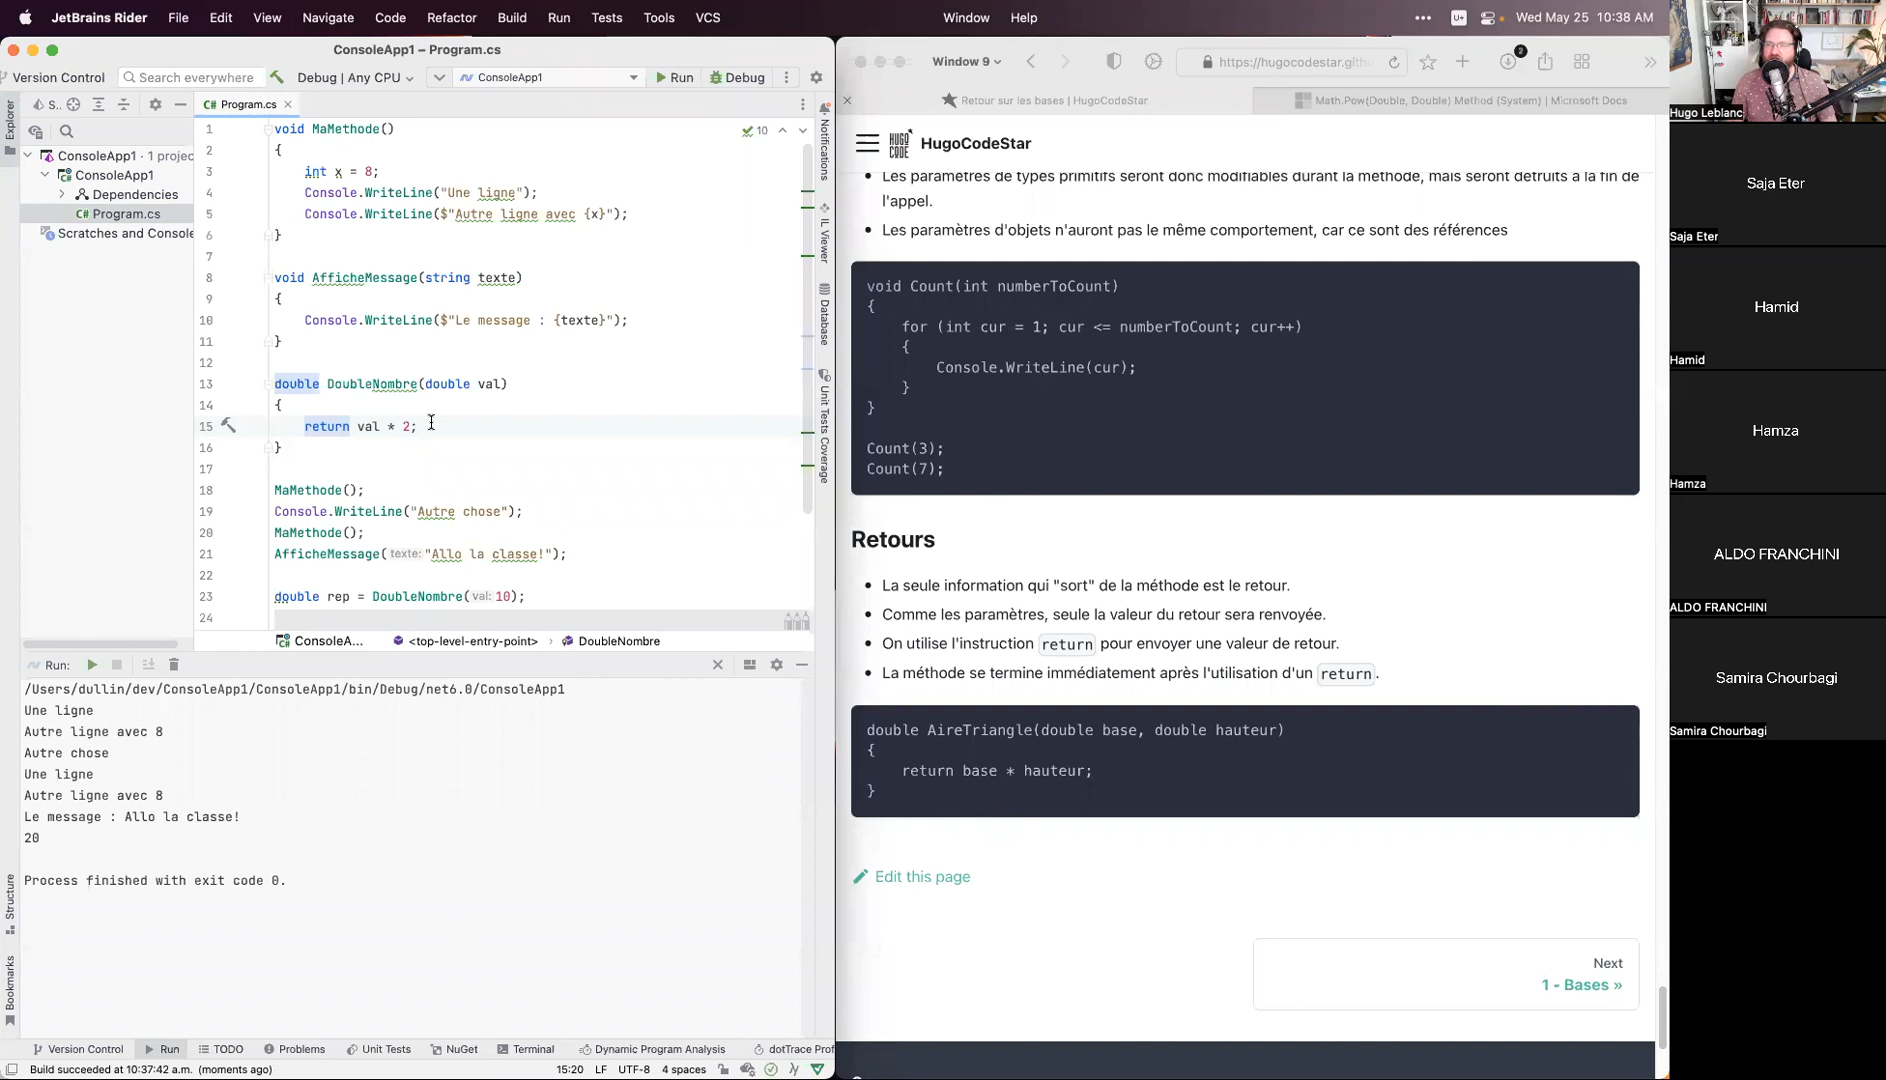 JetBrains Rider File Edit View Navigate Code Refactor Build Run Tests Tools VCS Window Help Wed May 25 10:38 AM
ConsoleApp1 – Program.cs
Version Control Search everywhere Debug | Any CPU ConsoleApp1 Run Debug
S.. Program.cs
ConsoleApp1 · 1 projec
ConsoleApp1
Dependencies
C# Program.cs
Scratches and Console
Explorer
Structure
Bookmarks
10
1 void MaMethode()
2 {
3 int x = 8;
4 Console.WriteLine("Une ligne");
5 Console.WriteLine($"Autre ligne avec {x}");
6 }
7
8 void AfficheMessage(string texte)
9 {
10 Console.WriteLine($"Le message : {texte}");
11 }
12
13 double DoubleNombre(double val)
14 {
15 return val * 2;
16 }
17
18 MaMethode();
19 Console.WriteLine("Autre chose");
20 MaMethode();
21 AfficheMessage(texte: "Allo la classe!");
22
23 double rep = DoubleNombre(val: 10);
24
ConsoleA... <top-level-entry-point> DoubleNombre
Notifications
IL Viewer
Database
Unit Tests Coverage
Run:
/Users/dullin/dev/ConsoleApp1/ConsoleApp1/bin/Debug/net6.0/ConsoleApp1
Une ligne
Autre ligne avec 8
Autre chose
Une ligne
Autre ligne avec 8
Le message : Allo la classe!
20
Process finished with exit code 0.
Version Control Run TODO Problems Unit Tests NuGet Terminal Dynamic Program Analysis dotTrace Prof
Build succeeded at 10:37:42 a.m. (moments ago) 15:20 LF UTF-8 4 spaces
Window 9 https://hugocodestar.gith 2
Retour sur les bases | HugoCodeStar Math.Pow(Double, Double) Method (System) | Microsoft Docs
HUGO CODE HugoCodeStar
Les paramètres de types primitifs seront donc modifiables durant la méthode, mais seront détruits à la fin de
l'appel.
Les paramètres d'objets n'auront pas le même comportement, car ce sont des références
void Count(int numberToCount)
{
for (int cur = 1; cur <= numberToCount; cur++)
{
Console.WriteLine(cur);
}
}
Count(3);
Count(7);
Retours
La seule information qui "sort" de la méthode est le retour.
Comme les paramètres, seule la valeur du retour sera renvoyée.
On utilise l'instruction return pour envoyer une valeur de retour.
La méthode se termine immédiatement après l'utilisation d'un return.
double AireTriangle(double base, double hauteur)
{
return base * hauteur;
}
Edit this page
Next
1 - Bases »
Hugo Leblanc
Saja Eter
Saja Eter
Hamid
Hamid
Hamza
Hamza
ALDO FRANCHINI
ALDO FRANCHINI
Samira Chourbagi
Samira Chourbagi